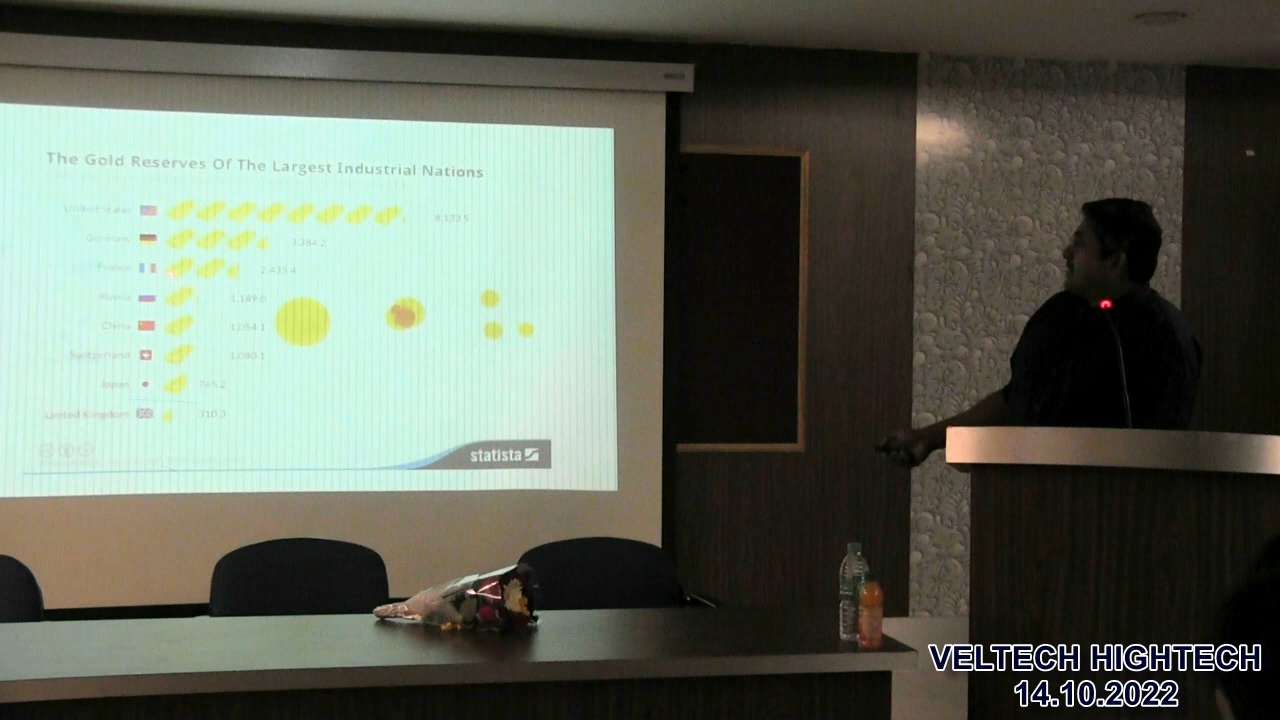 The Gold Reserves Of The Largest Industrial Nations
United States 8,133.5
Germany 3,384.2
France 2,435.4
Russia 1,149.8
China 1,054.1
Switzerland 1,040.1
Japan 765.2
United Kingdom 310.3
statista
VELTECH HIGHTECH
14.10.2022